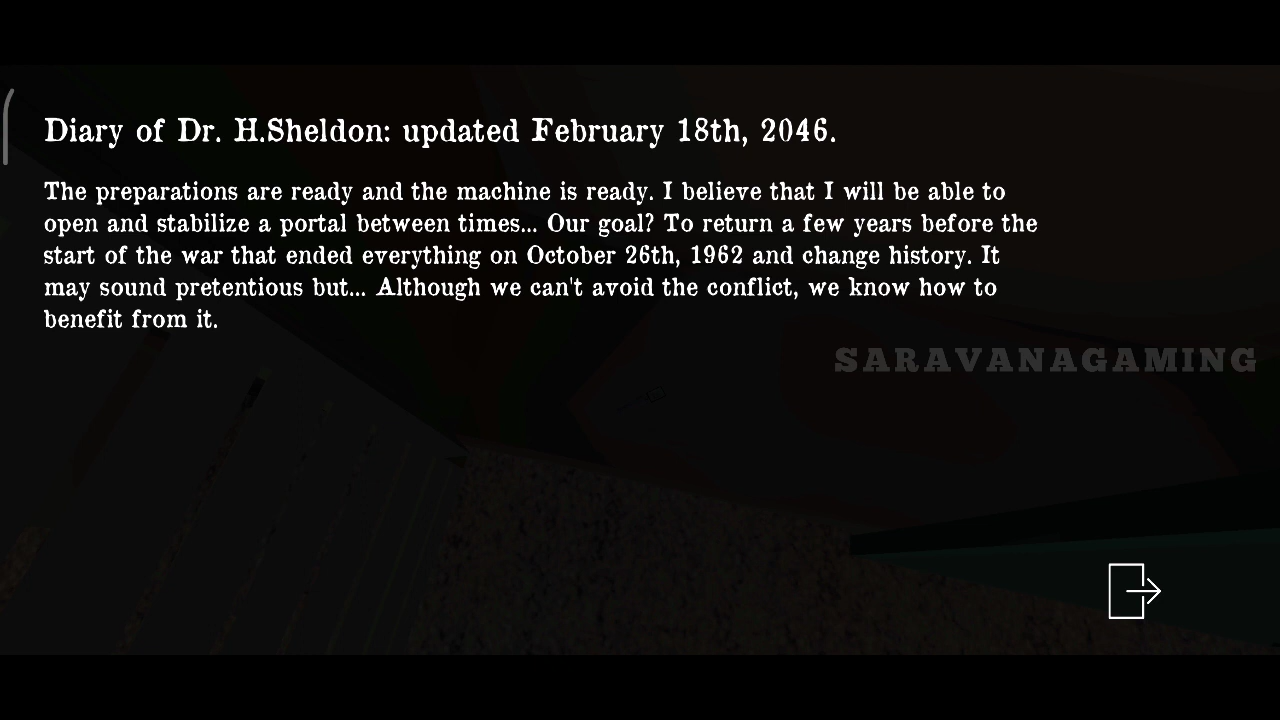 Diary of Dr. H.Sheldon: updated February 18th, 2046.
The preparations are ready and the machine is ready. I believe that I will be able to
open and stabilize a portal between times... Our goal? To return a few years before the
start of the war that ended everything on October 26th, 1962 and change history. It
may sound pretentious but... Although we can't avoid the conflict, we know how to
benefit from it.
SARAVANAGAMING